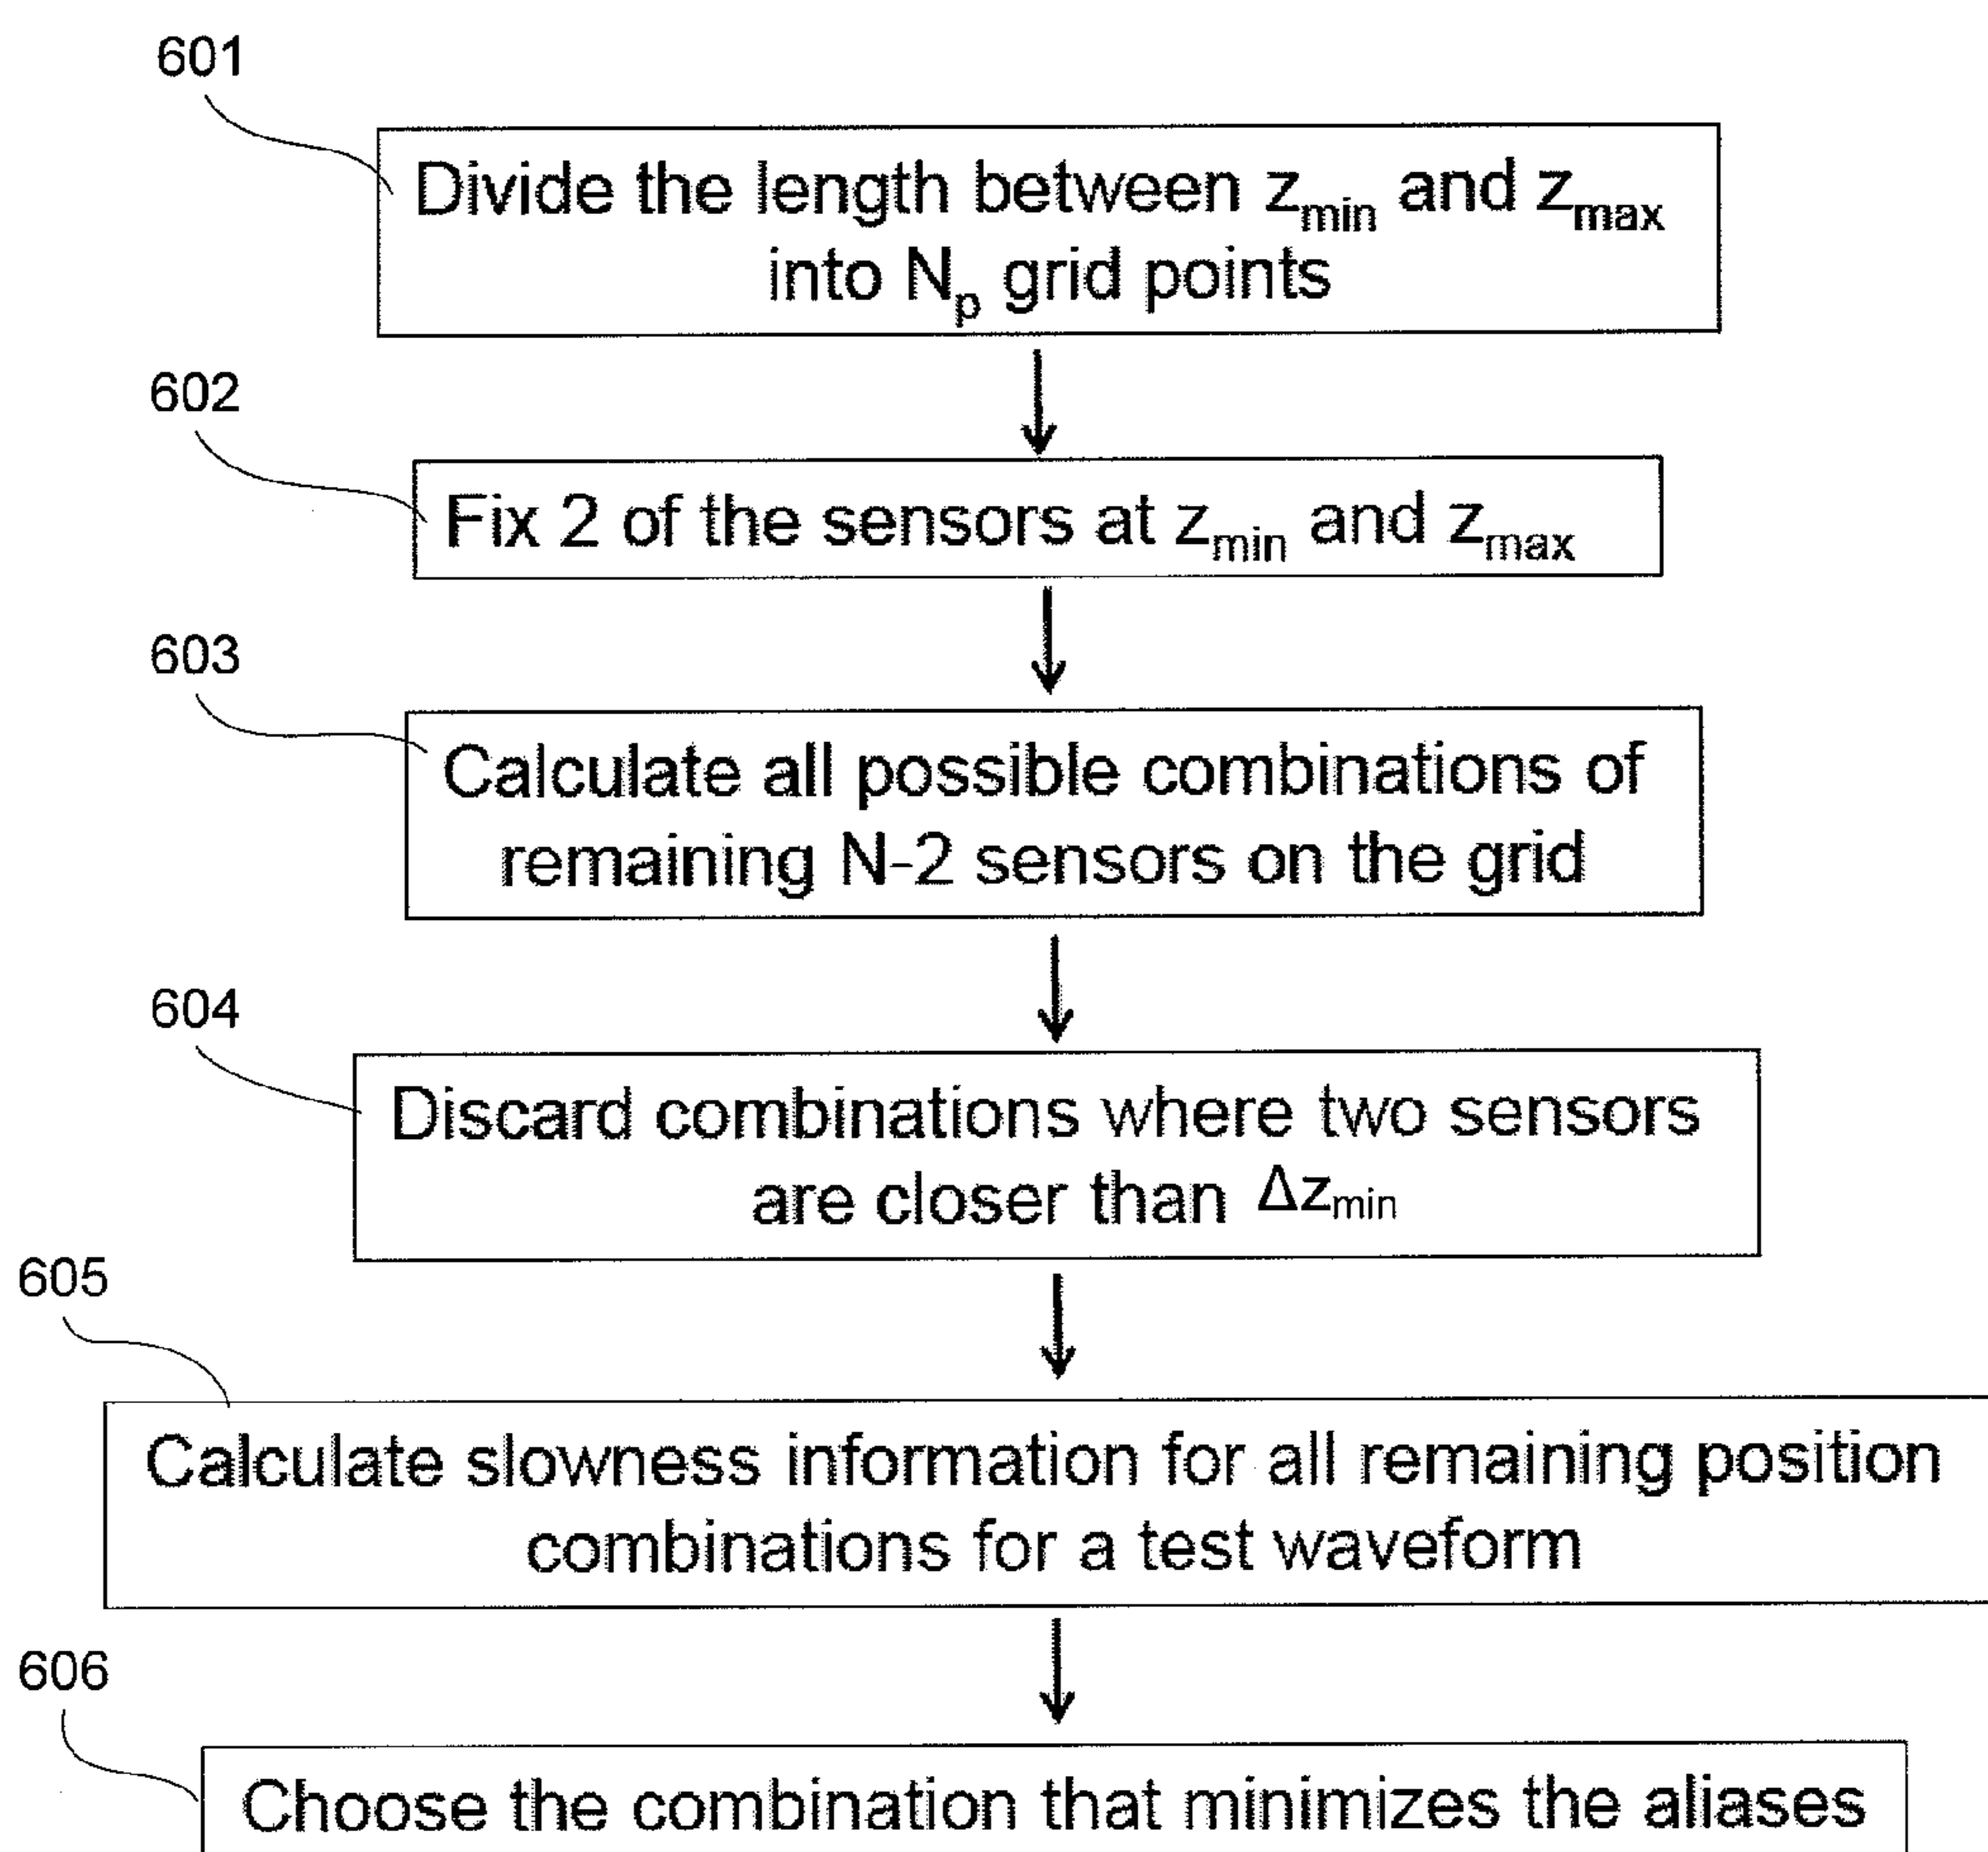 601
Divide the length between zmin and zmax
into Np grid points
602
Fix 2 of the sensors at zmin and zmax
603
Calculate all possible combinations of
remaining N-2 sensors on the grid
604
Discard combinations where two sensors
are closer than Δzmin
605
Calculate slowness information for all remaining position
combinations for a test waveform
606
Choose the combination that minimizes the aliases